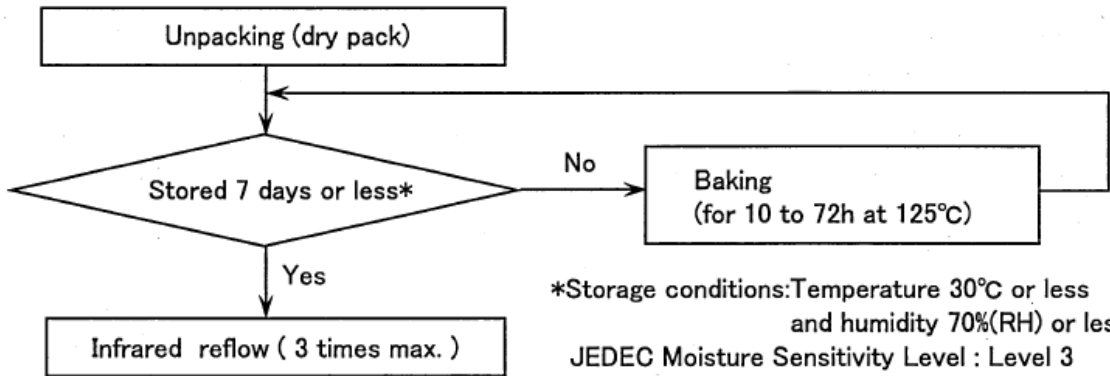 Unpacking (dry pack)
Stored 7 days or less*
No
Baking
(for 10 to 72h at 125℃)
Yes
*Storage conditions:Temperature 30℃ or less
and humidity 70%(RH) or les
Infrared reflow ( 3 times max. )
JEDEC Moisture Sensitivity Level : Level 3